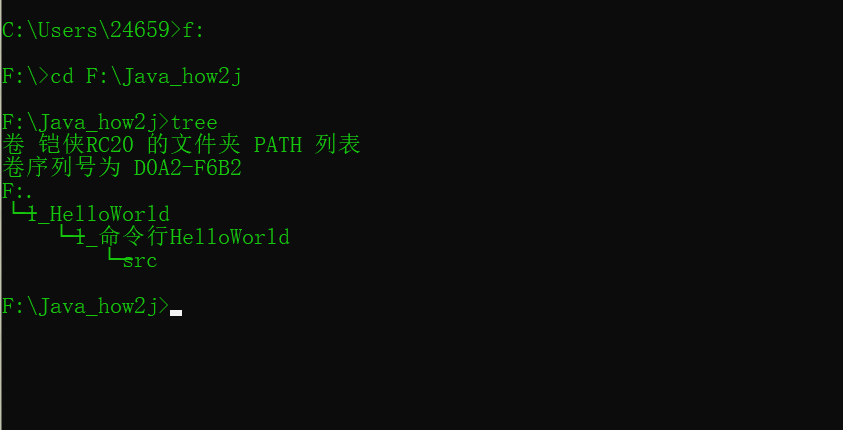 C:\Users\24659>f:
F:\>cd F:\Java_how2j
F:\Java_how2j>tree
卷 铠侠RC20 的文件夹 PATH 列表
卷序列号为 D0A2-F6B2
F:.
└─1_HelloWorld
    └─1_命令行HelloWorld
        └─src
F:\Java_how2j>